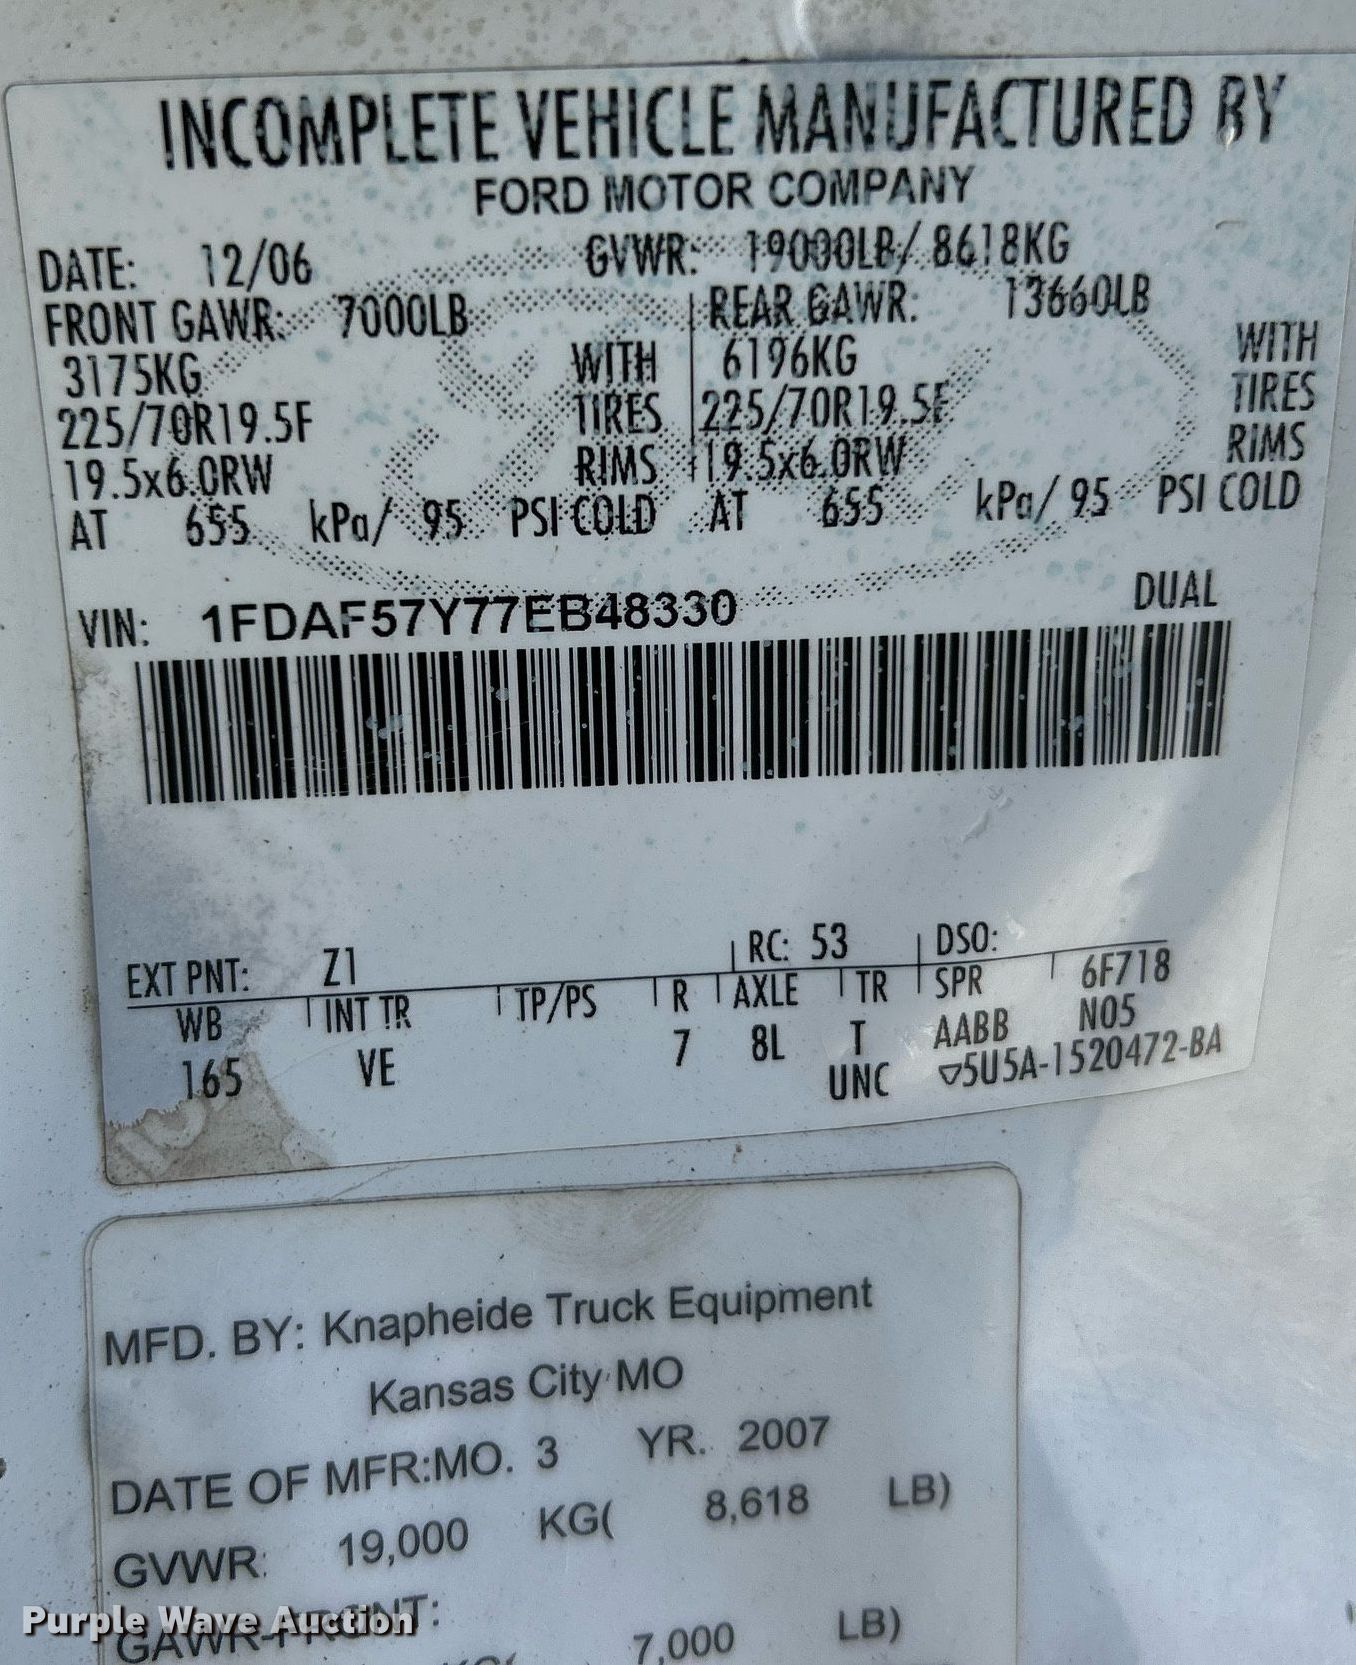 INCOMPLETE VEHICLE MANUFACTURED BY
FORD MOTOR COMPANY
DATE: 12/06 GVWR: 19000LB/ 8618KG
FRONT GAWR: 7000LB REAR GAWR: 13660LB
3175KG WITH 6196KG WITH
225/70R19.5F TIRES 225/70R19.5F TIRES
19.5x6.0RW RIMS 19.5x6.0RW RIMS
AT 655 kPa/ 95 PSI COLD AT 655 kPa/ 95 PSI COLD
VIN: 1FDAF57Y77EB48330 DUAL
EXT PNT: Z1 RC: 53 DSO:
WB INT TR TP/PS R AXLE TR SPR 6F718
165 VE 7 8L T AABB N05
UNC ▽5U5A-1520472-BA
MFD. BY: Knapheide Truck Equipment
Kansas City MO
DATE OF MFR:MO. 3 YR. 2007
GVWR: 19,000 KG( 8,618 LB)
GAWR-FRONT:
KG( 7,000 LB)
Purple Wave Auction